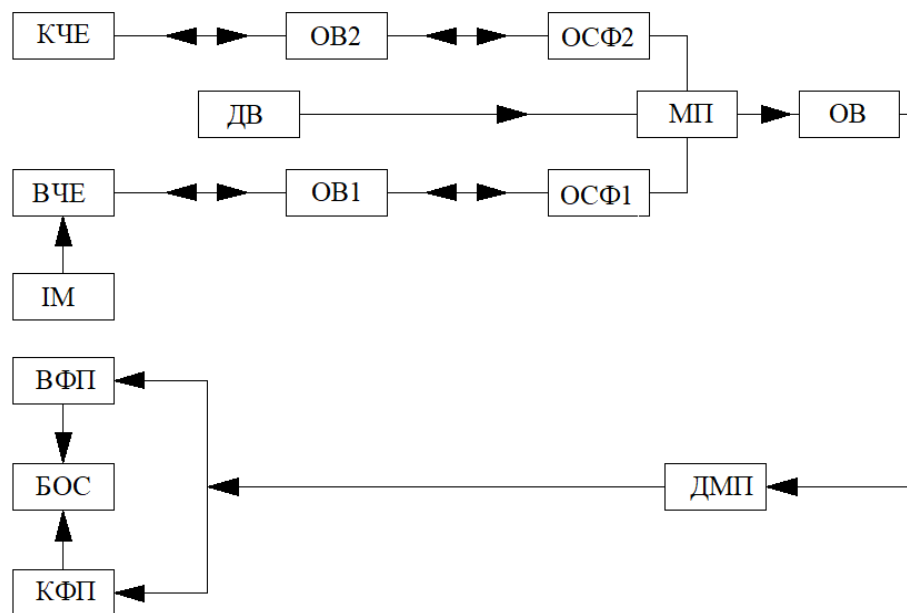 КЧЕ
ОВ2
ОСФ2
ДВ
МП
ОВ
ВЧЕ
ОВ1
ОСФ1
ІМ
ВФП
БОС
ДМП
КФП